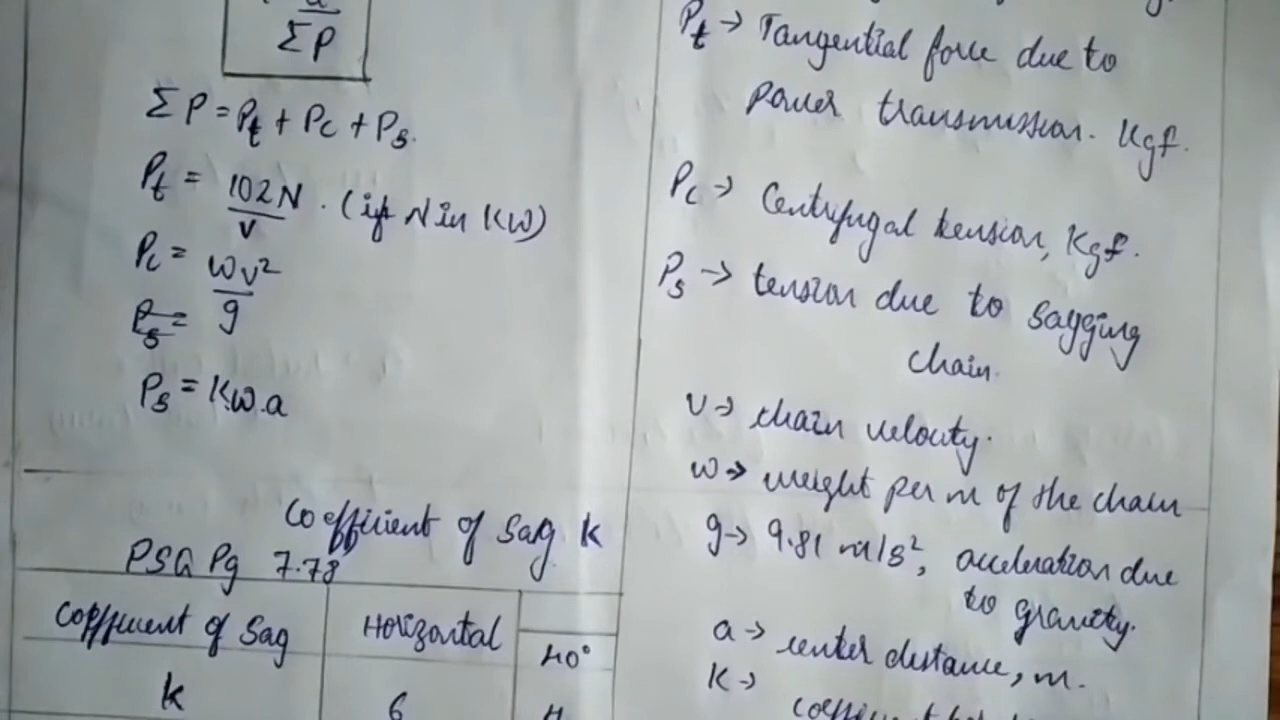 ΣP
ΣP = Pt + Pc + Ps.
Pt = 102N / v . (if N in KW)
Pc = wv² / g
Ps =
Ps = k.w.a
Coefficient of Sag k
PSG Pg 7.78
Coefficient of Sag
Horizontal
40°
k
6
4
Pt → Tangential force due to
power transmission. Kgf.
Pc → Centrifugal tension, Kgf.
Ps → tension due to sagging
chain.
v → chain velocity.
w → weight per m of the chain
g → 9.81 m/s², acceleration due
to gravity.
a → center distance, m.
k →